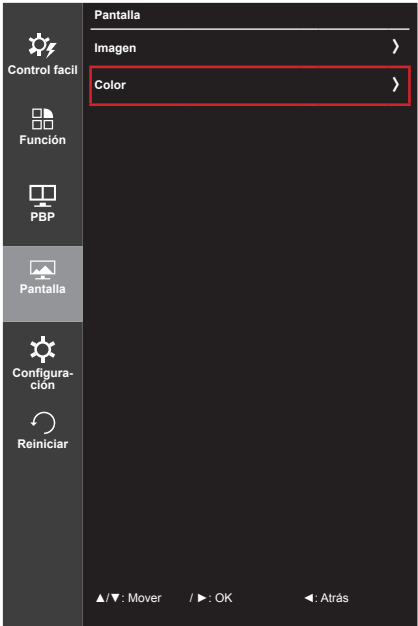 Pantalla
Imagen
Color
Control facil
Función
PBP
Pantalla
Configura-
ción
Reiniciar
▲/▼: Mover / ►: OK ◄: Atrás